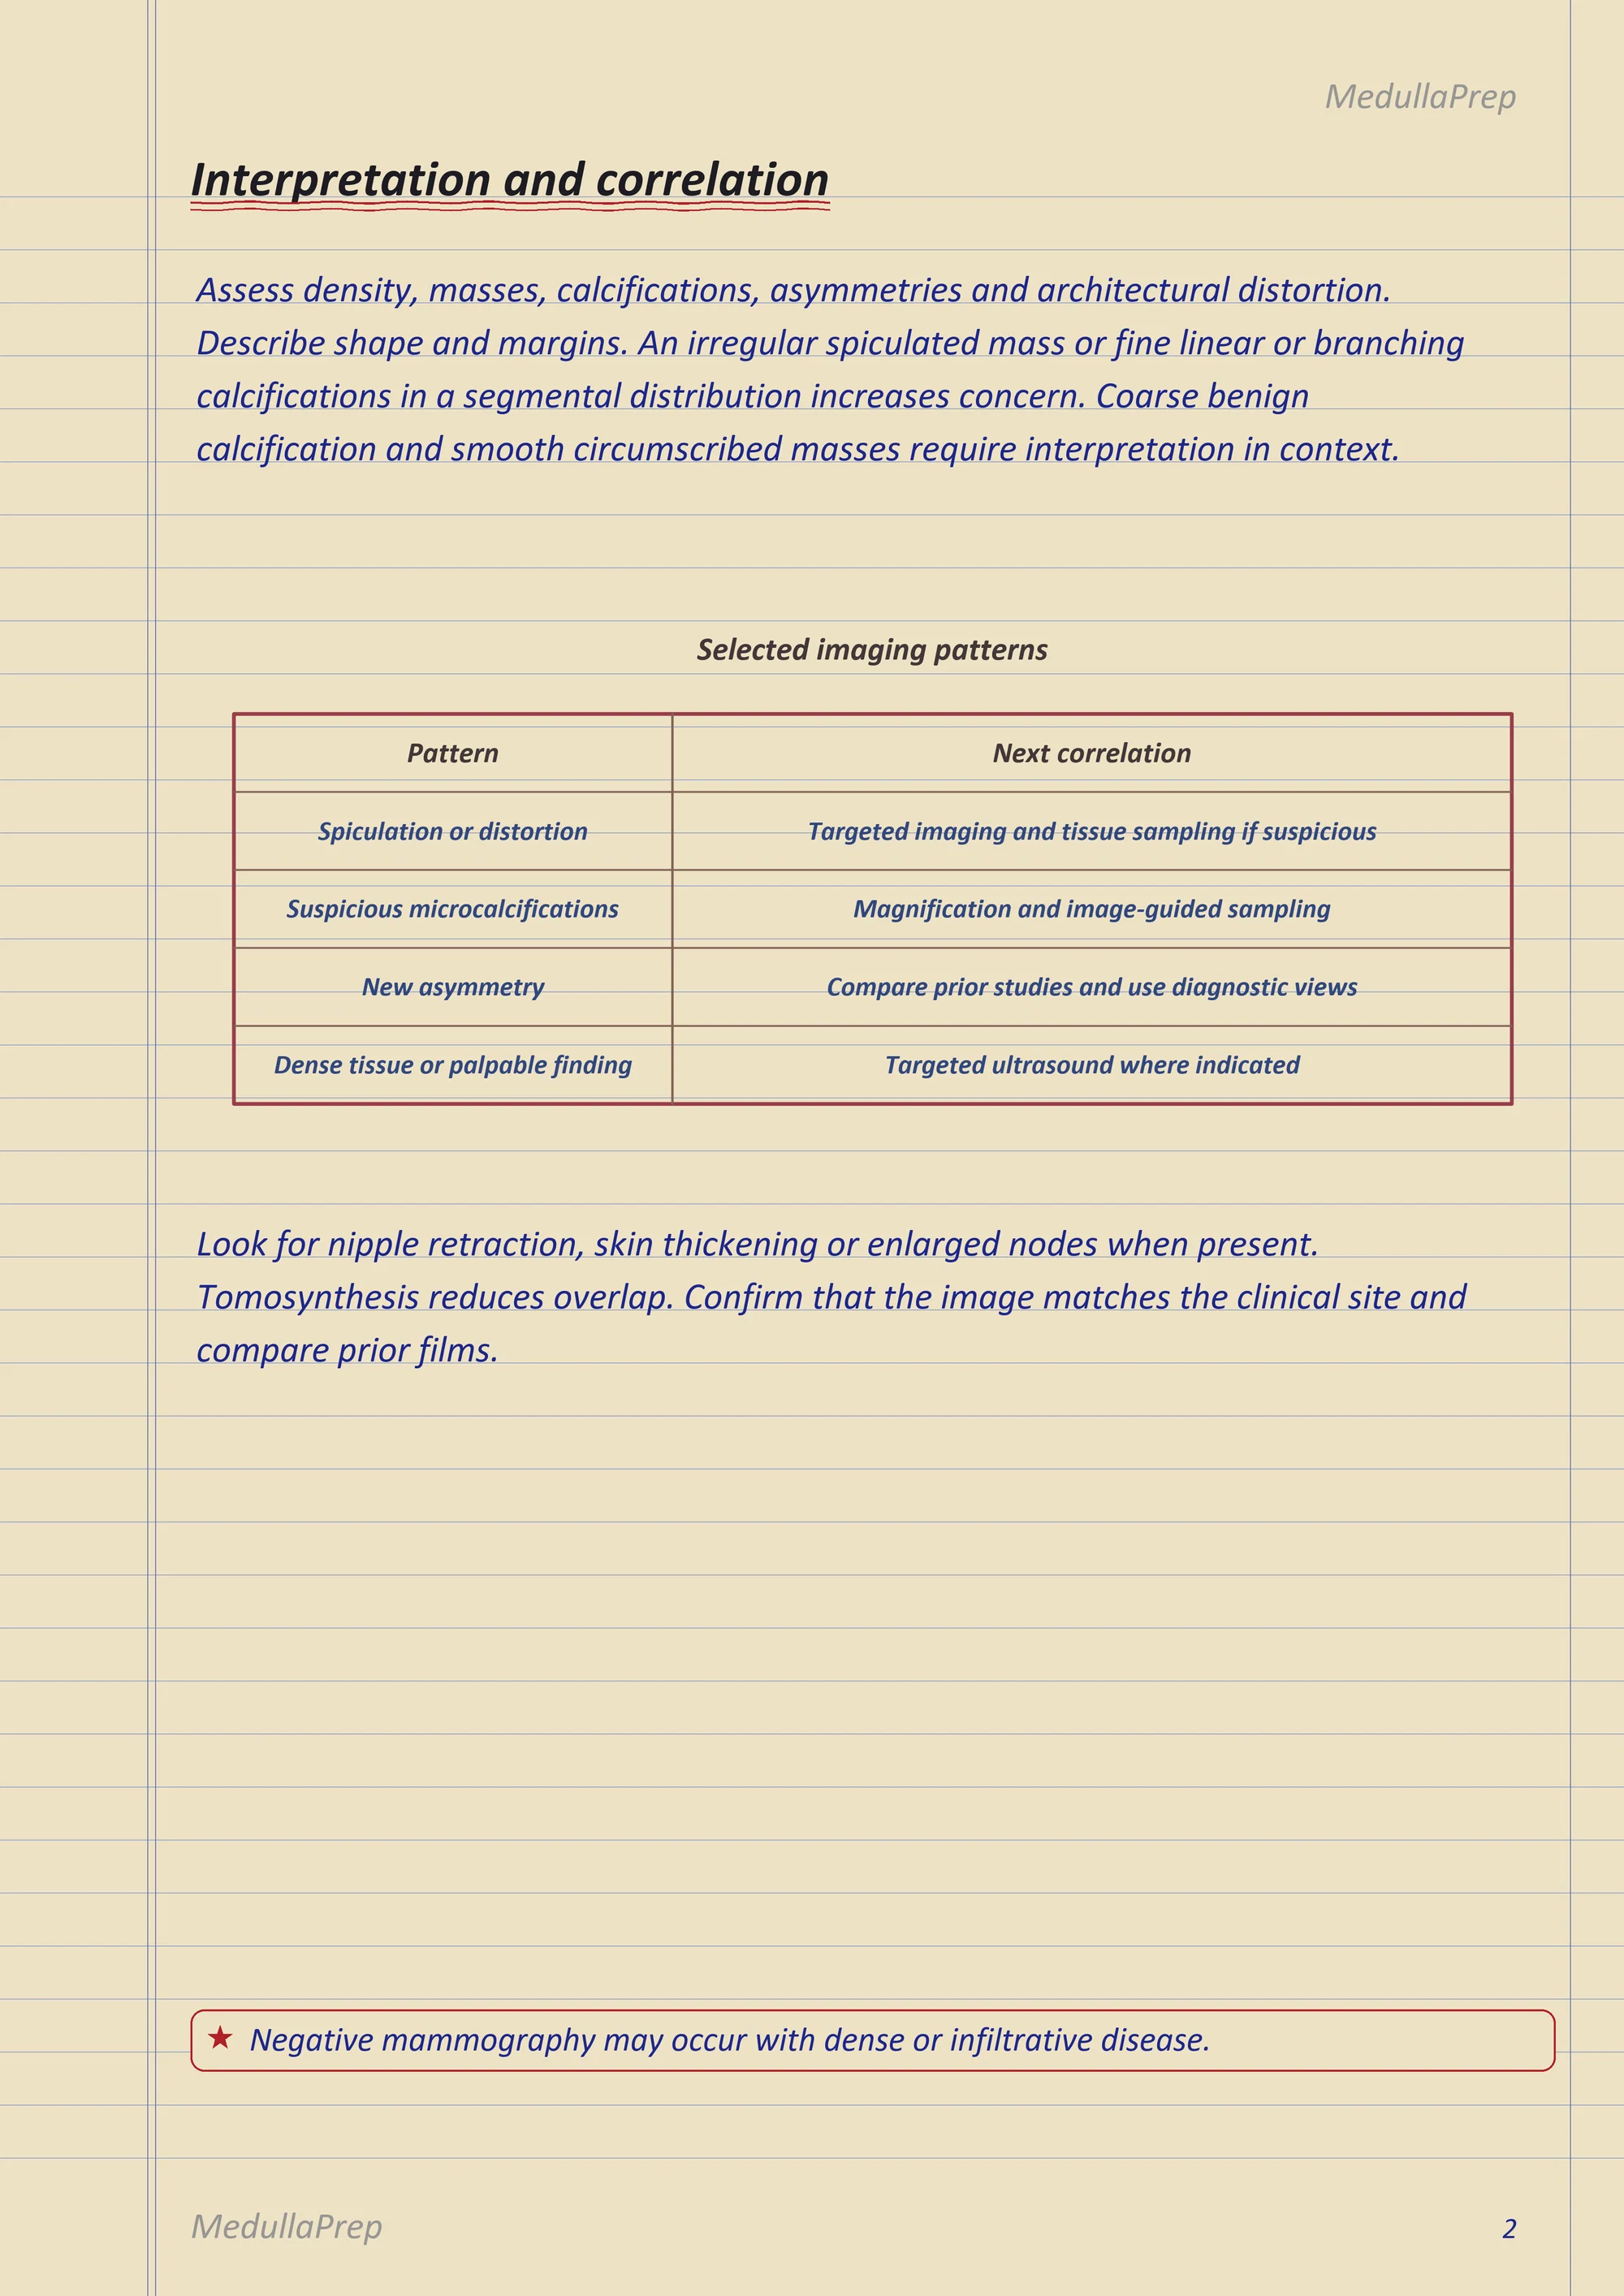 MedullaPrep
Interpretation and correlation
Assess density, masses, calcifications, asymmetries and architectural distortion.
Describe shape and margins. An irregular spiculated mass or fine linear or branching
calcifications in a segmental distribution increases concern. Coarse benign
calcification and smooth circumscribed masses require interpretation in context.
Selected imaging patterns
Pattern Next correlation
Spiculation or distortion Targeted imaging and tissue sampling if suspicious
Suspicious microcalcifications Magnification and image-guided sampling
New asymmetry Compare prior studies and use diagnostic views
Dense tissue or palpable finding Targeted ultrasound where indicated
Look for nipple retraction, skin thickening or enlarged nodes when present.
Tomosynthesis reduces overlap. Confirm that the image matches the clinical site and
compare prior films.
★ Negative mammography may occur with dense or infiltrative disease.
MedullaPrep 2